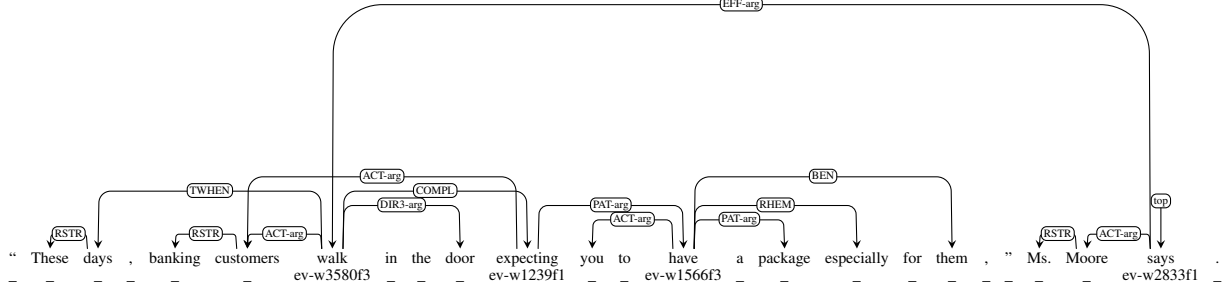 EFF-arg
ACT-arg BEN
TWHEN COMPL top
DIR3-arg PAT-arg RHEM
ACT-arg PAT-arg
RSTR RSTR ACT-arg RSTR ACT-arg
“ These days , banking customers walk in the door expecting you to have a package especially for them , ” Ms. Moore says .
ev-w3580f3 ev-w1239f1 ev-w1566f3 ev-w2833f1
_ _ _ _ _ _ _ _ _ _ _ _ _ _ _ _ _ _ _ _ _